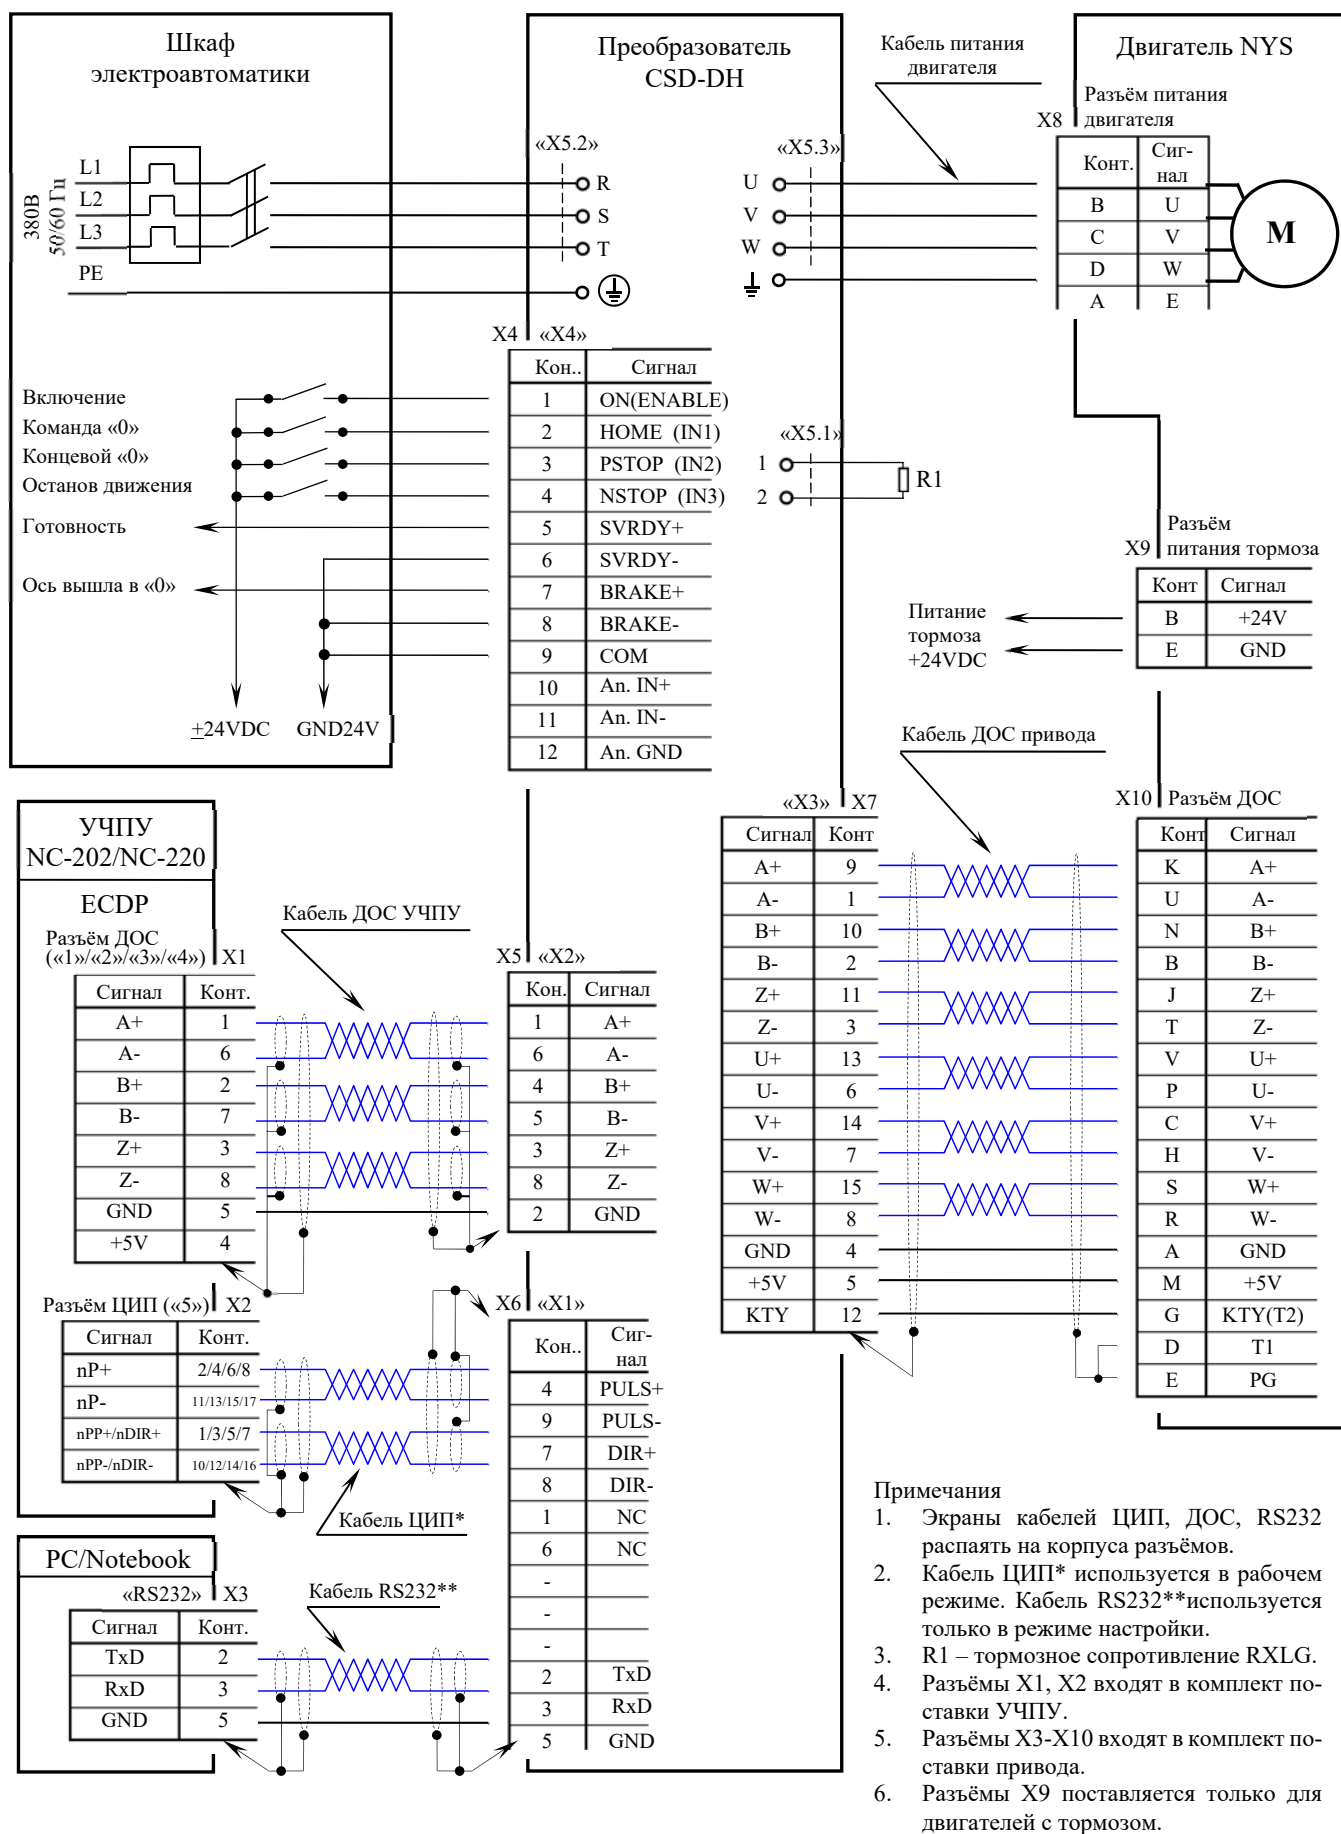 Шкаф
электроавтоматики
380В
50/60 Гц
L1
L2
L3
PE
Преобразователь
CSD-DH
«X5.2»
R
S
T
«X5.3»
U
V
W
Кабель питания
двигателя
Двигатель NYS
Разъём питания
X8 двигателя
Конт. Сиг-
нал
B U
C V
D W
A E
M
X4 «X4»
Кон.. Сигнал
1 ON(ENABLE)
2 HOME (IN1)
3 PSTOP (IN2)
4 NSTOP (IN3)
5 SVRDY+
6 SVRDY-
7 BRAKE+
8 BRAKE-
9 COM
10 An. IN+
11 An. IN-
12 An. GND
Включение
Команда «0»
Концевой «0»
Останов движения
Готовность
Ось вышла в «0»
±24VDC GND24V
«X5.1»
1
2
R1
Разъём
X9 питания тормоза
Конт Сигнал
B +24V
E GND
Питание
тормоза
+24VDC
Кабель ДОС привода
«X3» X7
Сигнал Конт
A+ 9
A- 1
B+ 10
B- 2
Z+ 11
Z- 3
U+ 13
U- 6
V+ 14
V- 7
W+ 15
W- 8
GND 4
+5V 5
KTY 12
X10 Разъём ДОС
Конт Сигнал
K A+
U A-
N B+
B B-
J Z+
T Z-
V U+
P U-
C V+
H V-
S W+
R W-
A GND
M +5V
G KTY(T2)
D T1
E PG
УЧПУ
NC-202/NC-220
ECDP
Разъём ДОС
(«1»/«2»/«3»/«4») X1
Сигнал Конт.
A+ 1
A- 6
B+ 2
B- 7
Z+ 3
Z- 8
GND 5
+5V 4
Кабель ДОС УЧПУ
X5 «X2»
Кон. Сигнал
1 A+
6 A-
4 B+
5 B-
3 Z+
8 Z-
2 GND
Разъём ЦИП («5») X2
Сигнал Конт.
nP+ 2/4/6/8
nP- 11/13/15/17
nPP+/nDIR+ 1/3/5/7
nPP-/nDIR- 10/12/14/16
Кабель ЦИП*
X6 «X1»
Кон.. Сиг-
нал
4 PULS+
9 PULS-
7 DIR+
8 DIR-
1 NC
6 NC
-
-
-
2 TxD
3 RxD
5 GND
PC/Notebook
«RS232» X3
Сигнал Конт.
TxD 2
RxD 3
GND 5
Кабель RS232**
Примечания
1. Экраны кабелей ЦИП, ДОС, RS232
распаять на корпуса разъёмов.
2. Кабель ЦИП* используется в рабочем
режиме. Кабель RS232**используется
только в режиме настройки.
3. R1 – тормозное сопротивление RXLG.
4. Разъёмы X1, X2 входят в комплект по-
ставки УЧПУ.
5. Разъёмы X3-X10 входят в комплект по-
ставки привода.
6. Разъёмы X9 поставляется только для
двигателей с тормозом.